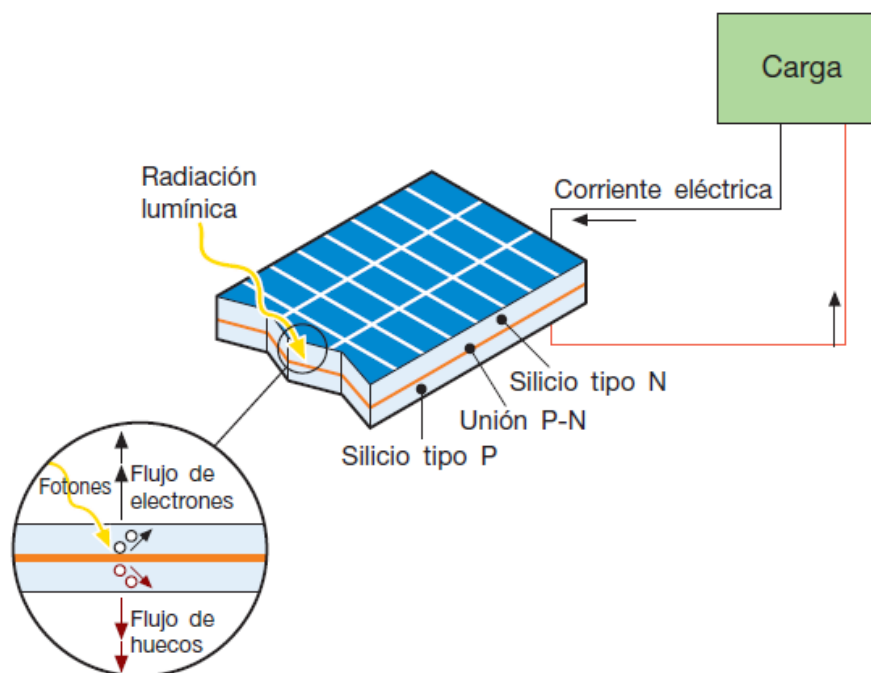 Carga
Radiación
lumínica
Corriente eléctrica
Silicio tipo N
Unión P-N
Silicio tipo P
Fotones
Flujo de
electrones
Flujo de
huecos